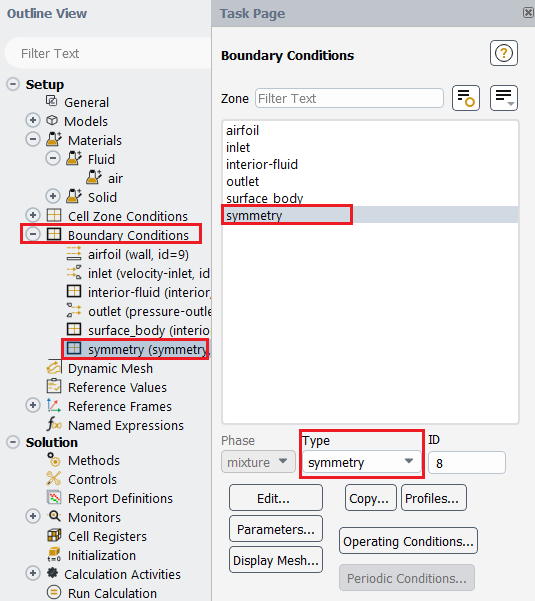 Outline View
Filter Text
Setup
General
Models
Materials
Fluid
air
Solid
Cell Zone Conditions
Boundary Conditions
airfoil (wall, id=9)
inlet (velocity-inlet, id
interior-fluid (interior,
outlet (pressure-outle
surface_body (interio
symmetry (symmetry,
Dynamic Mesh
Reference Values
Reference Frames
Named Expressions
Solution
Methods
Controls
Report Definitions
Monitors
Cell Registers
Initialization
Calculation Activities
Run Calculation
Task Page
Boundary Conditions
?
Zone Filter Text
airfoil
inlet
interior-fluid
outlet
surface_body
symmetry
Phase Type ID
mixture symmetry 8
Edit... Copy... Profiles...
Parameters... Operating Conditions...
Display Mesh... Periodic Conditions...